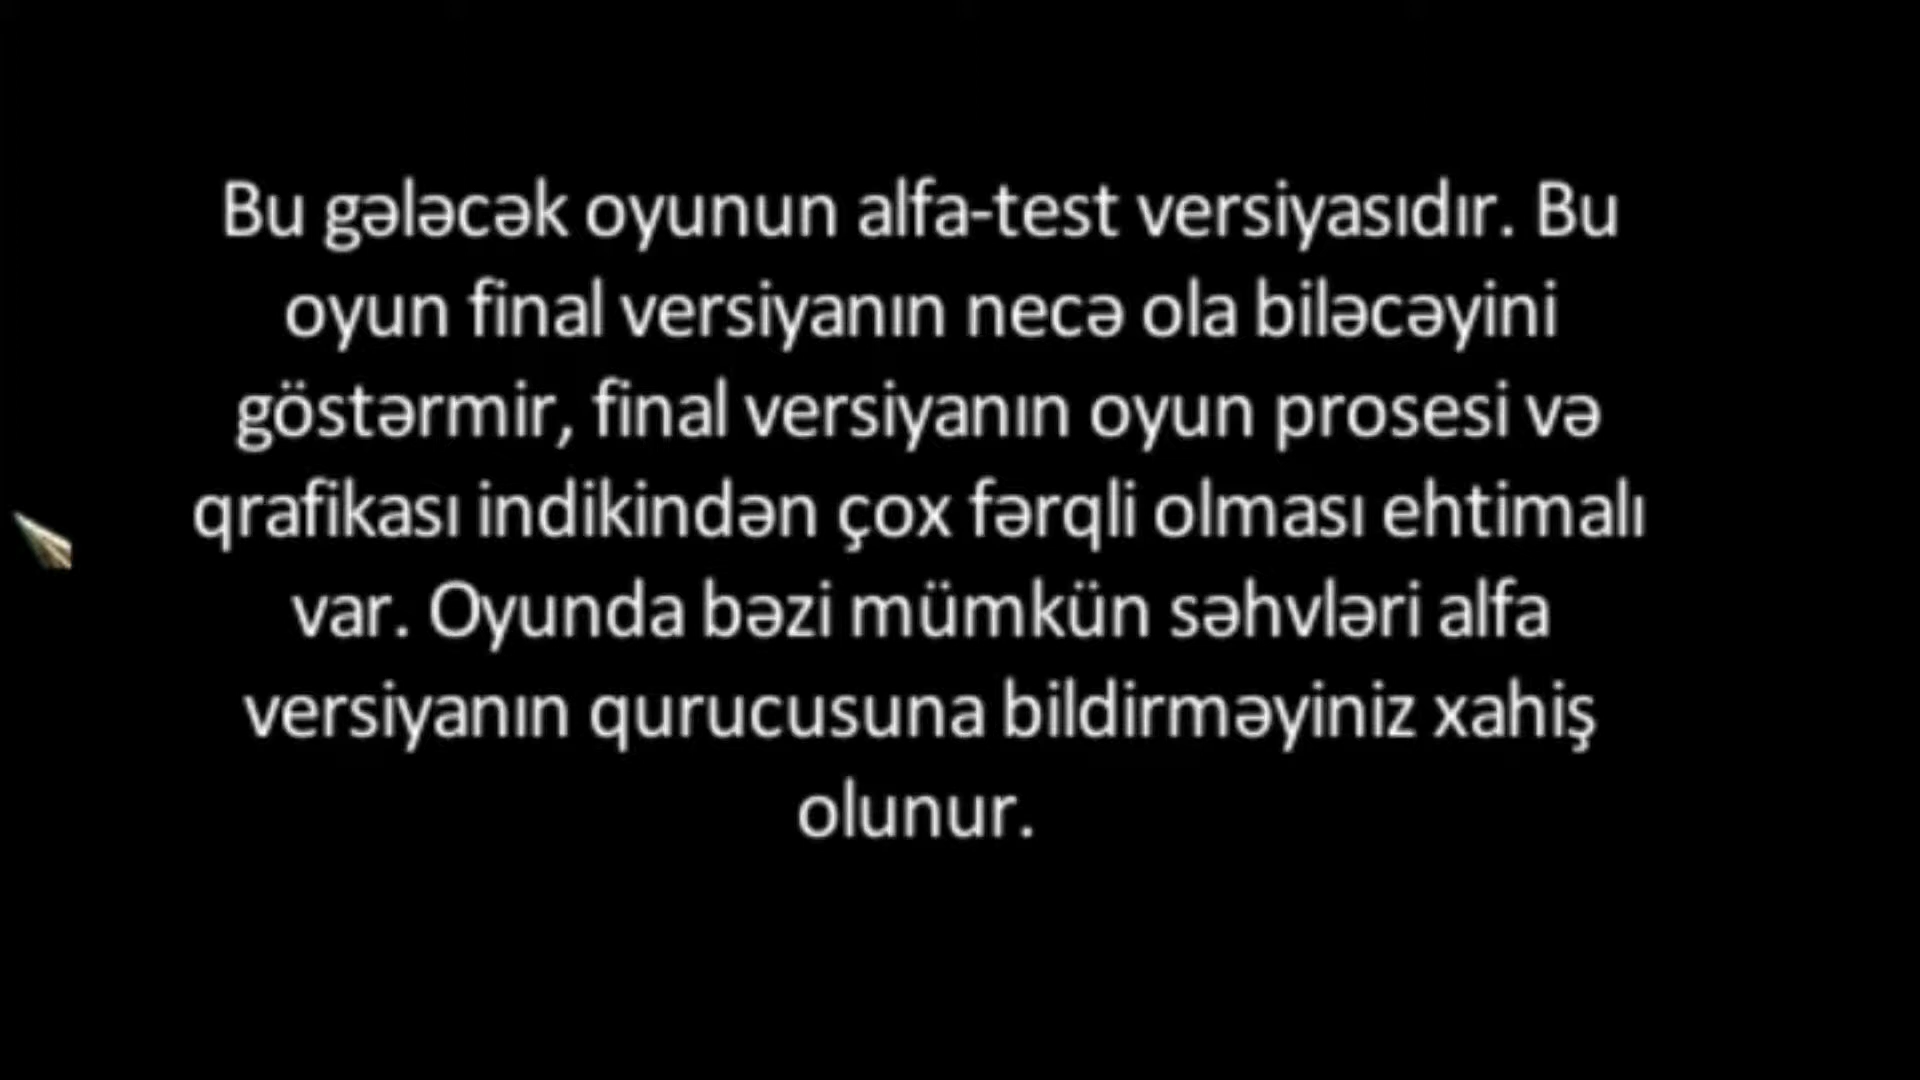 Bu gələcək oyunun alfa-test versiyasıdır. Bu
oyun final versiyanın necə ola biləcəyini
göstərmir, final versiyanın oyun prosesi və
qrafikası indikindən çox fərqli olması ehtimalı
var. Oyunda bəzi mümkün səhvləri alfa
versiyanın qurucusuna bildirməyiniz xahiş
olunur.